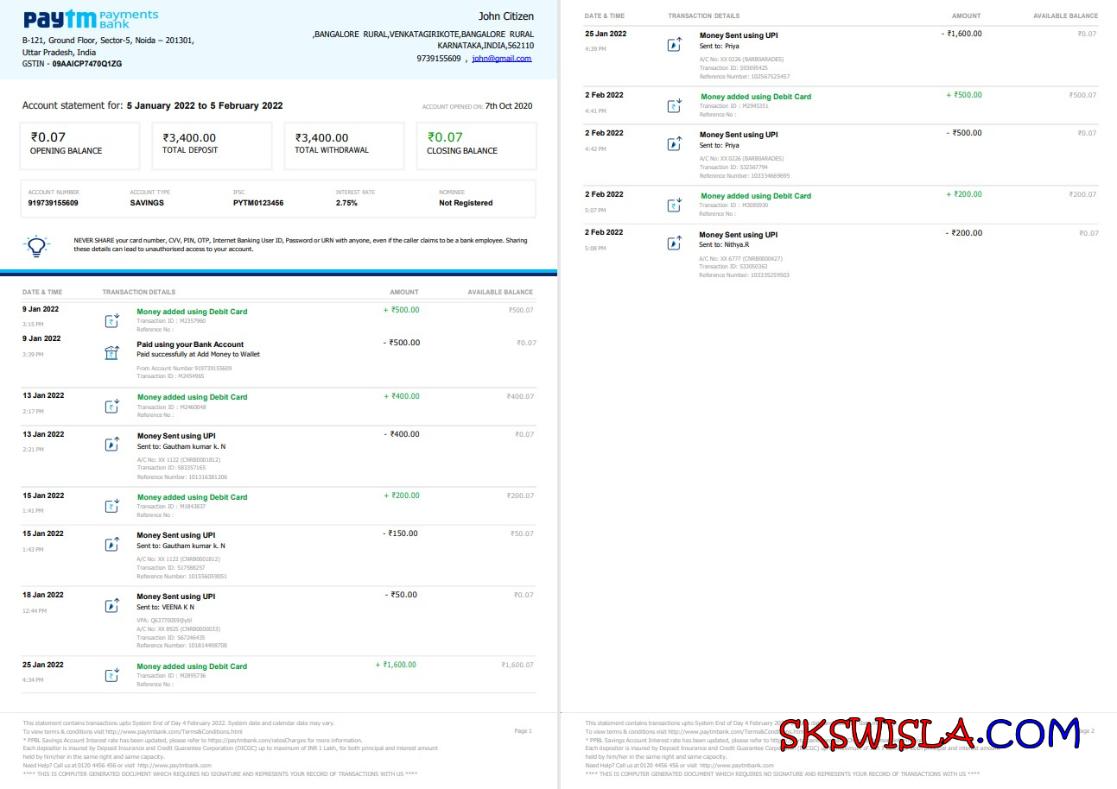 paytm Payments Bank
B-121, Ground Floor, Sector-5, Noida – 201301,
Uttar Pradesh, India
GSTIN - 09AAICP7470Q1ZG
John Citizen
,BANGALORE RURAL,VENKATAGIRIKOTE,BANGALORE RURAL
KARNATAKA,INDIA,562110
9739155609 , john@gmail.com
Account statement for: 5 January 2022 to 5 February 2022
ACCOUNT OPENED ON: 7th Oct 2020
₹0.07 ₹3,400.00 ₹3,400.00 ₹0.07
OPENING BALANCE TOTAL DEPOSIT TOTAL WITHDRAWAL CLOSING BALANCE
ACCOUNT NUMBER ACCOUNT TYPE IFSC INTEREST RATE NOMINEE
919739155609 SAVINGS PYTM0123456 2.75% Not Registered
NEVER SHARE your card number, CVV, PIN, OTP, Internet Banking User ID, Password or URN with anyone, even if the caller claims to be a bank employee. Sharing
these details can lead to unauthorised access to your account.
DATE & TIME TRANSACTION DETAILS AMOUNT AVAILABLE BALANCE
9 Jan 2022 Money added using Debit Card + ₹500.00 ₹500.07
3:15 PM Transaction ID : M2357960
Reference No :
9 Jan 2022 Paid using your Bank Account - ₹500.00 ₹0.07
3:39 PM Paid successfully at Add Money to Wallet
From Account Number 919739155609
Transaction ID : M2454965
13 Jan 2022 Money added using Debit Card + ₹400.00 ₹400.07
2:17 PM Transaction ID : M2460048
Reference No :
13 Jan 2022 Money Sent using UPI - ₹400.00 ₹0.07
2:21 PM Sent to: Gautham kumar k. N
A/C No: XX 1122 (CNRB0001812)
Transaction ID: S83357165
Reference Number: 101316381206
15 Jan 2022 Money added using Debit Card + ₹200.00 ₹200.07
1:41 PM Transaction ID : M1843837
Reference No :
15 Jan 2022 Money Sent using UPI - ₹150.00 ₹50.07
1:43 PM Sent to: Gautham kumar k. N
A/C No: XX 1122 (CNRB0001812)
Transaction ID: S17588257
Reference Number: 101556059851
18 Jan 2022 Money Sent using UPI - ₹50.00 ₹0.07
12:44 PM Sent to: VEENA K N
A/C No: XX 8925 (CNRB0000033)
Transaction ID: S67246435
Reference Number: 101814498708
25 Jan 2022 Money added using Debit Card + ₹1,600.00 ₹1,600.07
4:34 PM Transaction ID : M2895736
Reference No :
This statement contains transactions upto System End of Day 4 February 2022. System date and calendar date may vary.
To view terms & conditions visit http://www.paytmbank.com/Terms&Conditions.html Page 1
* PPBL Savings Account Interest rate has been updated, please refer to https://paytmbank.com/ratesCharges for more information.
Each depositor is insured by Deposit Insurance and Credit Guarantee Corporation (DICGC) up to maximum of INR 1 Lakh, for both principal and interest amount
held by him/her in the same right and same capacity.
Need Help? Call us at 0120 4456 456 or visit http://www.paytmbank.com
**** THIS IS COMPUTER GENERATED DOCUMENT WHICH REQUIRES NO SIGNATURE AND REPRESENTS YOUR RECORD OF TRANSACTIONS WITH US ****
DATE & TIME TRANSACTION DETAILS AMOUNT AVAILABLE BALANCE
25 Jan 2022 Money Sent using UPI - ₹1,600.00 ₹0.07
4:39 PM Sent to: Priya
A/C No: XX 0226 (BARB0ARADES)
Transaction ID: S93695425
Reference Number: 102567525457
2 Feb 2022 Money added using Debit Card + ₹500.00 ₹500.07
4:41 PM Transaction ID : M2945351
Reference No :
2 Feb 2022 Money Sent using UPI - ₹500.00 ₹0.07
4:42 PM Sent to: Priya
A/C No: XX 0226 (BARB0ARADES)
Transaction ID: S32587794
Reference Number: 103334669695
2 Feb 2022 Money added using Debit Card + ₹200.00 ₹200.07
5:07 PM Transaction ID : M3089930
Reference No :
2 Feb 2022 Money Sent using UPI - ₹200.00 ₹0.07
5:08 PM Sent to: Nithya.R
A/C No: XX 6777 (CNRB0000427)
Transaction ID: S33050363
Reference Number: 103335259503
This statement contains transactions upto System End of Day 4 February 2022. System date and
To view terms & conditions visit http://www.paytmbank.com/Terms&Conditions.html
* PPBL Savings Account Interest rate has been updated, please refer to
Each depositor is insured by Deposit Insurance and Credit Guarantee Corporation
held by him/her in the same right and same capacity.
Need Help? Call us at 0120 4456 456 or visit http://www.paytmbank.com
**** THIS IS COMPUTER GENERATED DOCUMENT WHICH REQUIRES NO SIGNATURE AND REPRESENTS YOUR RECORD OF TRANSACTIONS WITH US ****
SKSWISLA.COM